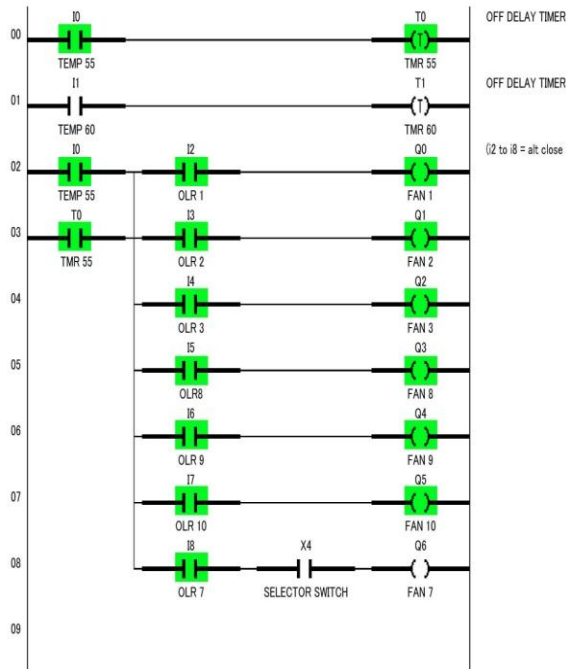 I0 T0 OFF DELAY TIMER
00 (T)
TEMP 55 TMR 55
I1 T1 OFF DELAY TIMER
01 (T)
TEMP 60 TMR 60
I0 I2 Q0 (i2 to i8 = alt close
02
TEMP 55 OLR 1 FAN 1
T0 I3 Q1
03
TMR 55 OLR 2 FAN 2
I4 Q2
04
OLR 3 FAN 3
I5 Q3
05
OLR8 FAN 8
I6 Q4
06
OLR 9 FAN 9
I7 Q5
07
OLR 10 FAN 10
I8 X4 Q6
08
OLR 7 SELECTOR SWITCH FAN 7
09